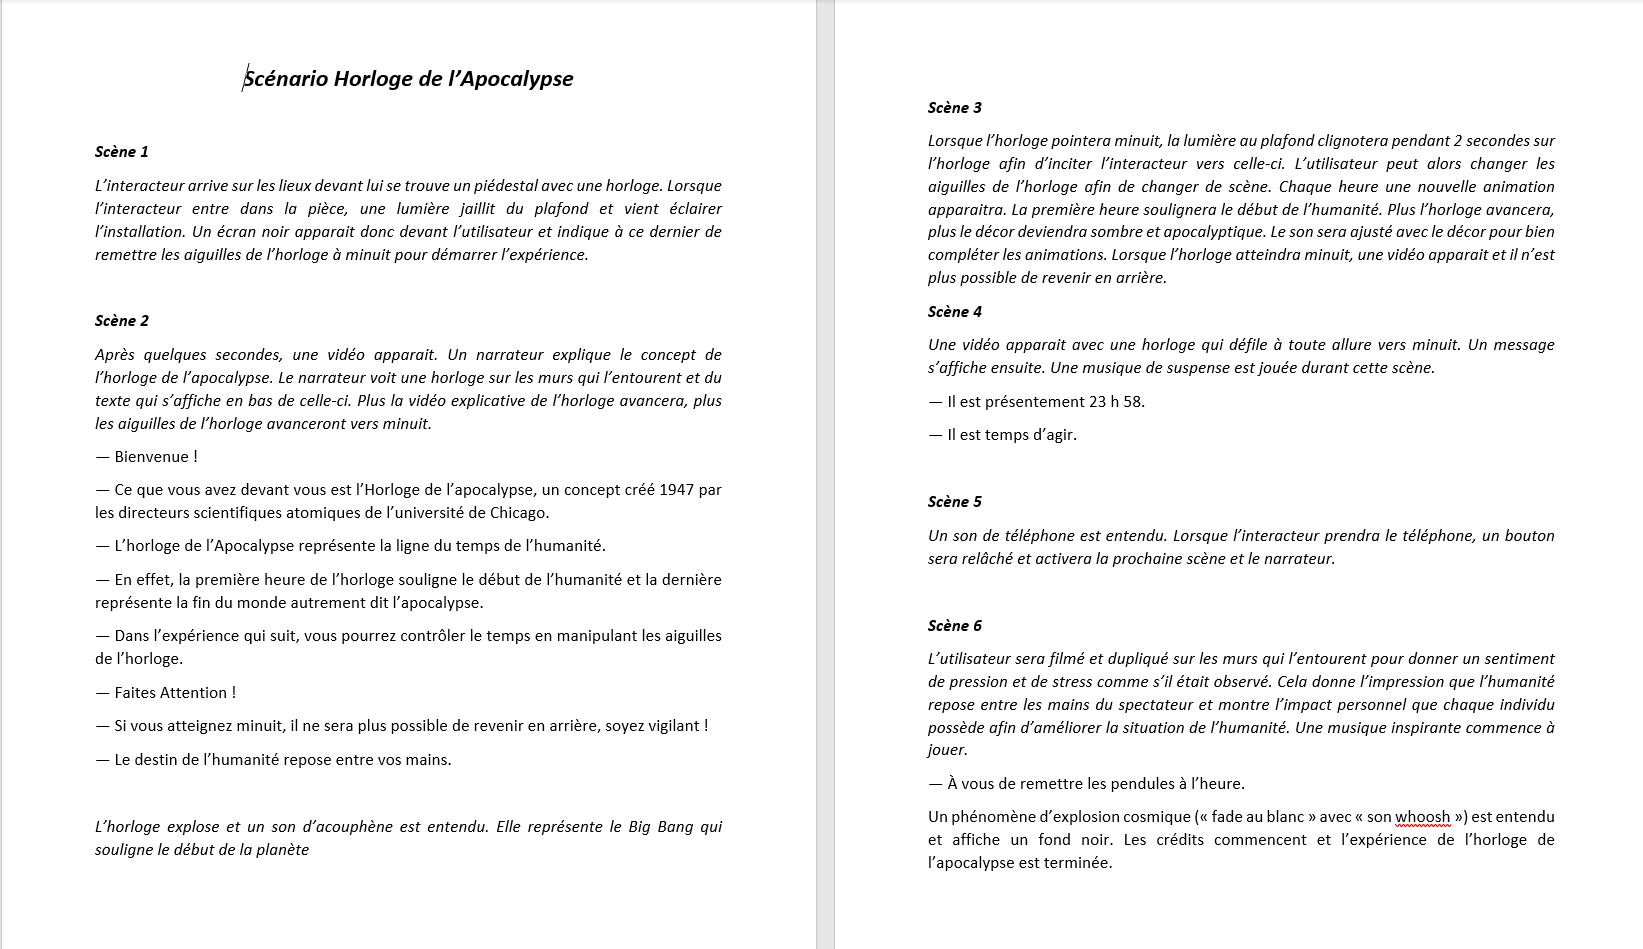 Scénario Horloge de l’Apocalypse
Scène 1
L’interacteur arrive sur les lieux devant lui se trouve un piédestal avec une horloge. Lorsque
l’interacteur entre dans la pièce, une lumière jaillit du plafond et vient éclairer
l’installation. Un écran noir apparait donc devant l’utilisateur et indique à ce dernier de
remettre les aiguilles de l’horloge à minuit pour démarrer l’expérience.
Scène 2
Après quelques secondes, une vidéo apparait. Un narrateur explique le concept de
l’horloge de l’apocalypse. Le narrateur voit une horloge sur les murs qui l’entourent et du
texte qui s’affiche en bas de celle-ci. Plus la vidéo explicative de l’horloge avancera, plus
les aiguilles de l’horloge avanceront vers minuit.
— Bienvenue !
— Ce que vous avez devant vous est l’Horloge de l’apocalypse, un concept créé 1947 par
les directeurs scientifiques atomiques de l’université de Chicago.
— L’horloge de l’Apocalypse représente la ligne du temps de l’humanité.
— En effet, la première heure de l’horloge souligne le début de l’humanité et la dernière
représente la fin du monde autrement dit l’apocalypse.
— Dans l’expérience qui suit, vous pourrez contrôler le temps en manipulant les aiguilles
de l’horloge.
— Faites Attention !
— Si vous atteignez minuit, il ne sera plus possible de revenir en arrière, soyez vigilant !
— Le destin de l’humanité repose entre vos mains.
L’horloge explose et un son d’acouphène est entendu. Elle représente le Big Bang qui
souligne le début de la planète
Scène 3
Lorsque l’horloge pointera minuit, la lumière au plafond clignotera pendant 2 secondes sur
l’horloge afin d’inciter l’interacteur vers celle-ci. L’utilisateur peut alors changer les
aiguilles de l’horloge afin de changer de scène. Chaque heure une nouvelle animation
apparaitra. La première heure soulignera le début de l’humanité. Plus l’horloge avancera,
plus le décor deviendra sombre et apocalyptique. Le son sera ajusté avec le décor pour bien
compléter les animations. Lorsque l’horloge atteindra minuit, une vidéo apparait et il n’est
plus possible de revenir en arrière.
Scène 4
Une vidéo apparait avec une horloge qui défile à toute allure vers minuit. Un message
s’affiche ensuite. Une musique de suspense est jouée durant cette scène.
— Il est présentement 23 h 58.
— Il est temps d’agir.
Scène 5
Un son de téléphone est entendu. Lorsque l’interacteur prendra le téléphone, un bouton
sera relâché et activera la prochaine scène et le narrateur.
Scène 6
L’utilisateur sera filmé et dupliqué sur les murs qui l’entourent pour donner un sentiment
de pression et de stress comme s’il était observé. Cela donne l’impression que l’humanité
repose entre les mains du spectateur et montre l’impact personnel que chaque individu
possède afin d’améliorer la situation de l’humanité. Une musique inspirante commence à
jouer.
— À vous de remettre les pendules à l’heure.
Un phénomène d’explosion cosmique (« fade au blanc » avec « son whoosh ») est entendu
et affiche un fond noir. Les crédits commencent et l’expérience de l’horloge de
l’apocalypse est terminée.